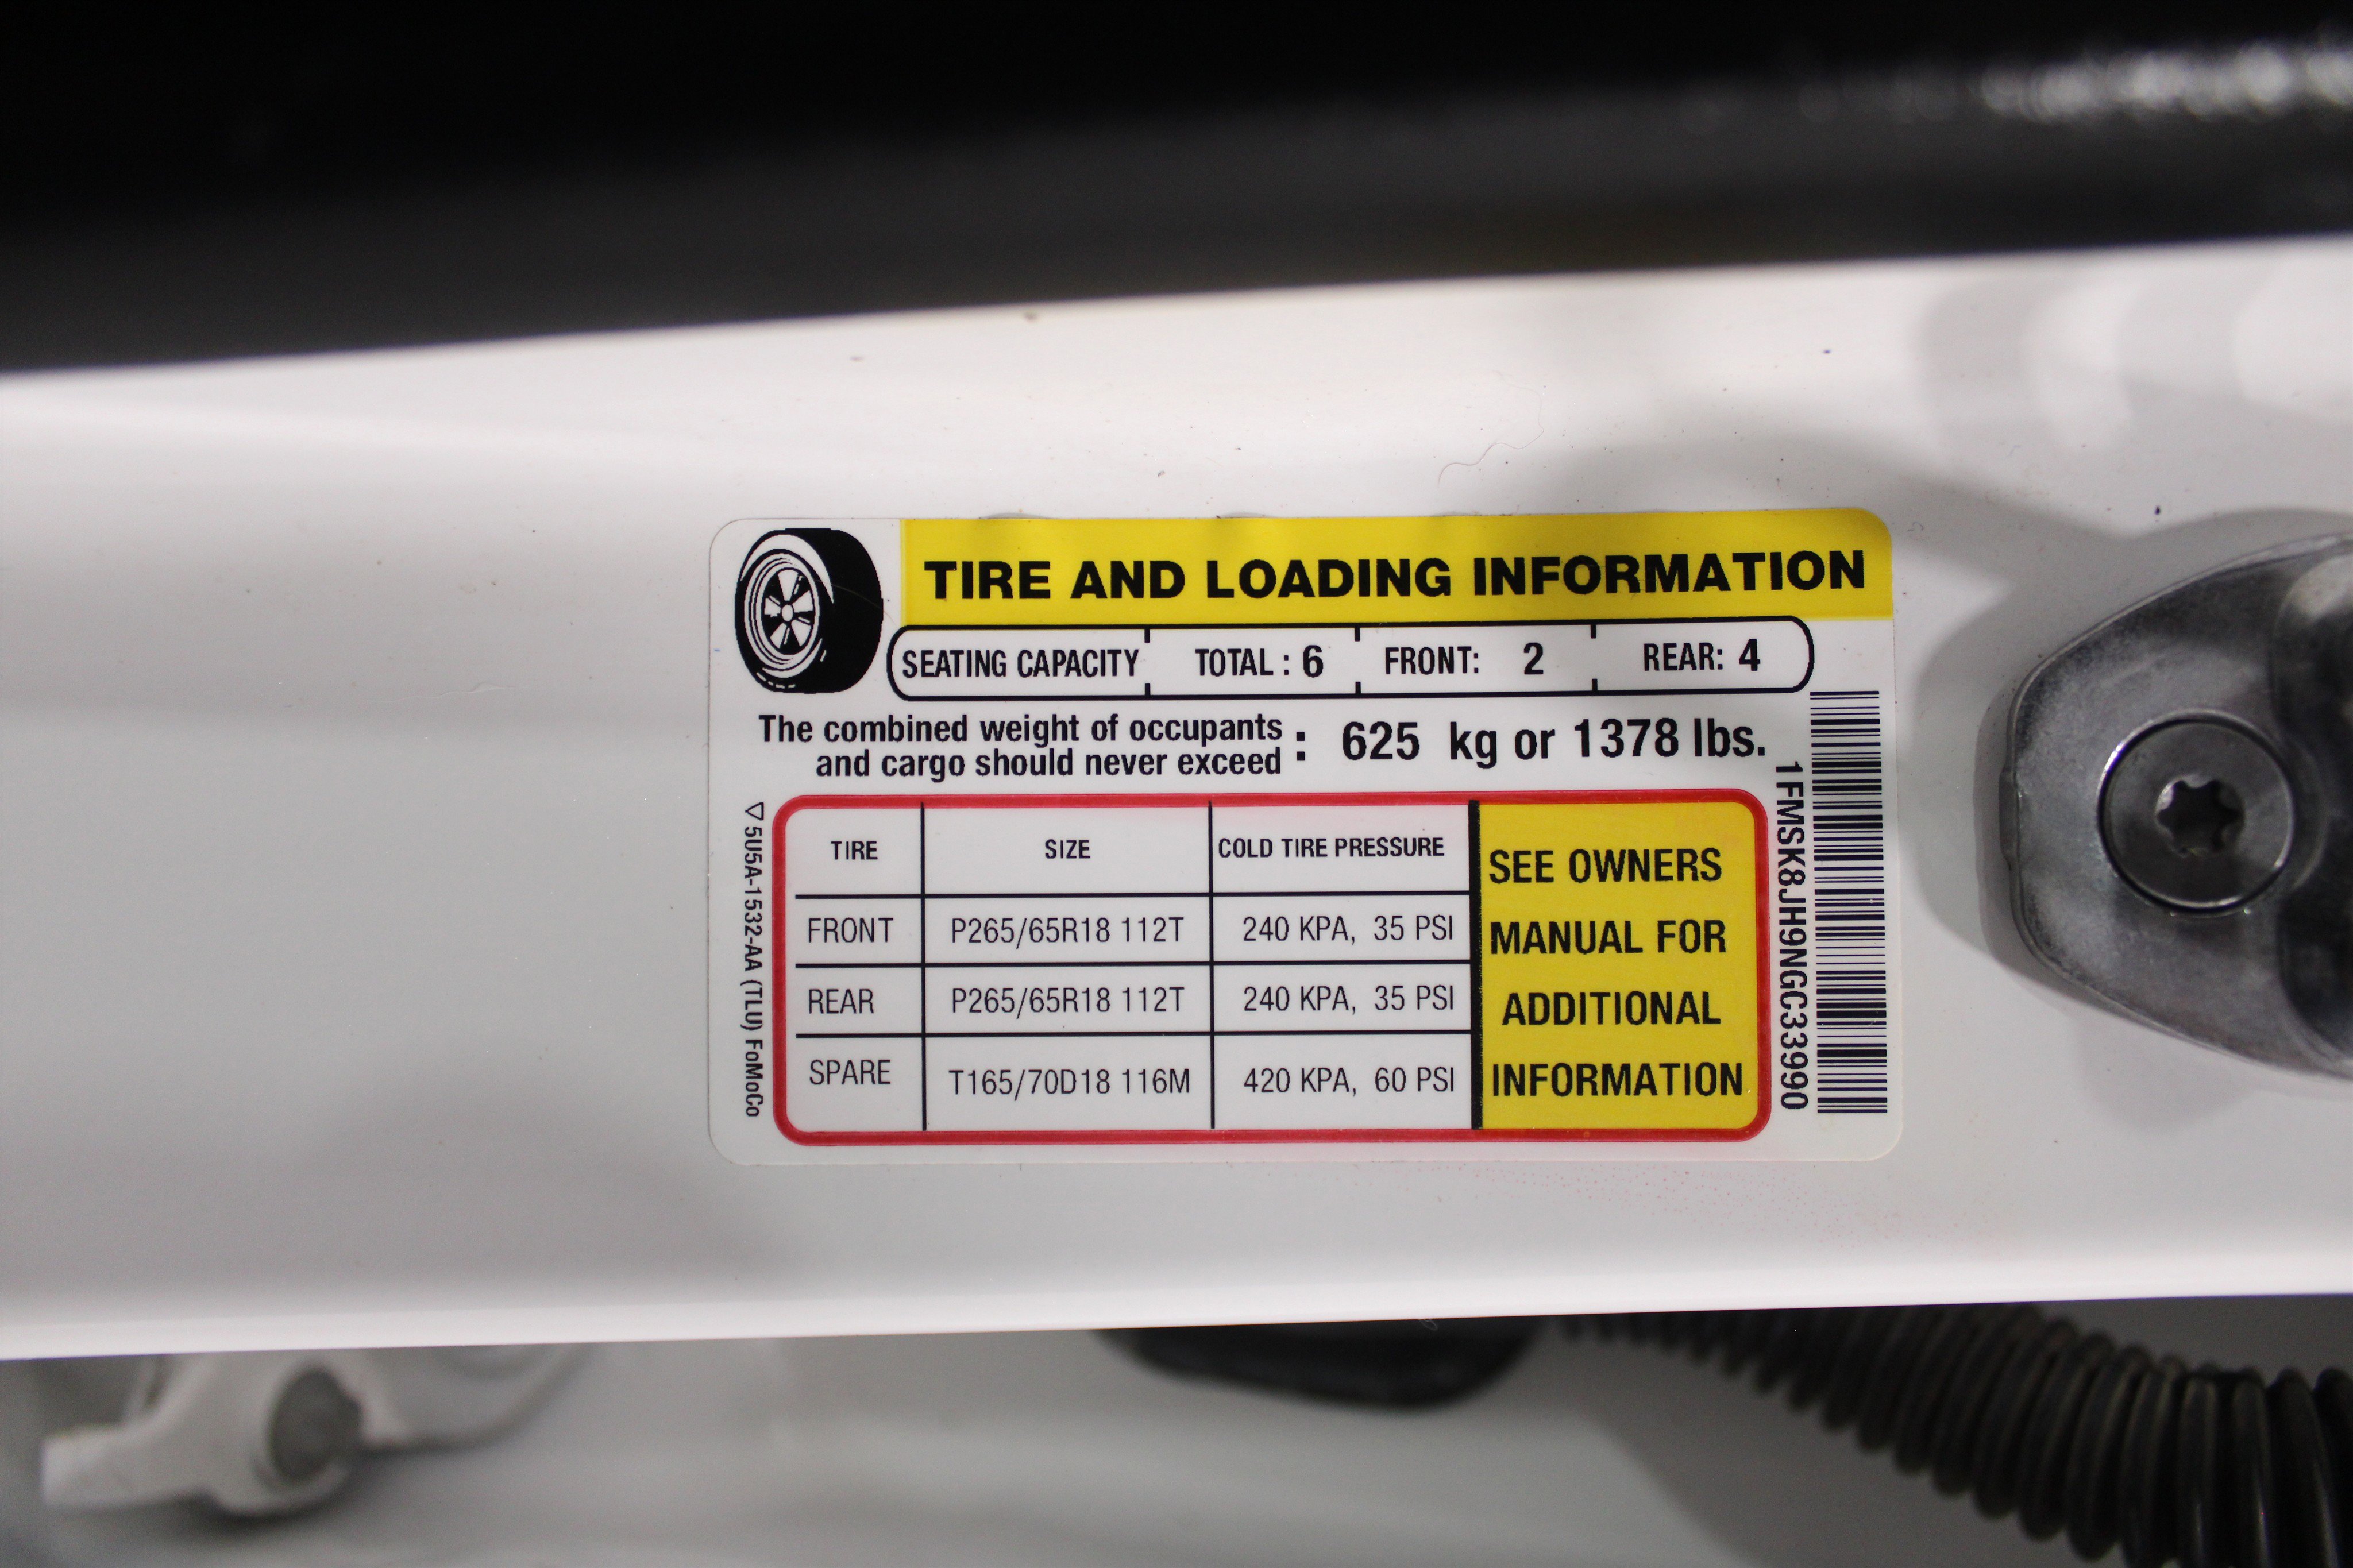 TIRE AND LOADING INFORMATION
SEATING CAPACITY TOTAL : 6 FRONT: 2 REAR: 4
The combined weight of occupants
and cargo should never exceed : 625 kg or 1378 lbs.
TIRE SIZE COLD TIRE PRESSURE
FRONT P265/65R18 112T 240 KPA, 35 PSI
REAR P265/65R18 112T 240 KPA, 35 PSI
SPARE T165/70D18 116M 420 KPA, 60 PSI
SEE OWNERS
MANUAL FOR
ADDITIONAL
INFORMATION
5U5A-1532-AA (TLU) FoMoCo
1FMSK8JH9NGC33990